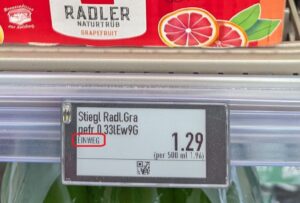 RADLER
NATURTRÜB
GRAPEFRUIT
Stiegl Radl.Gra
pefr.0,33lEw9G
EINWEG
1.29
(per 500 ml 1.96)